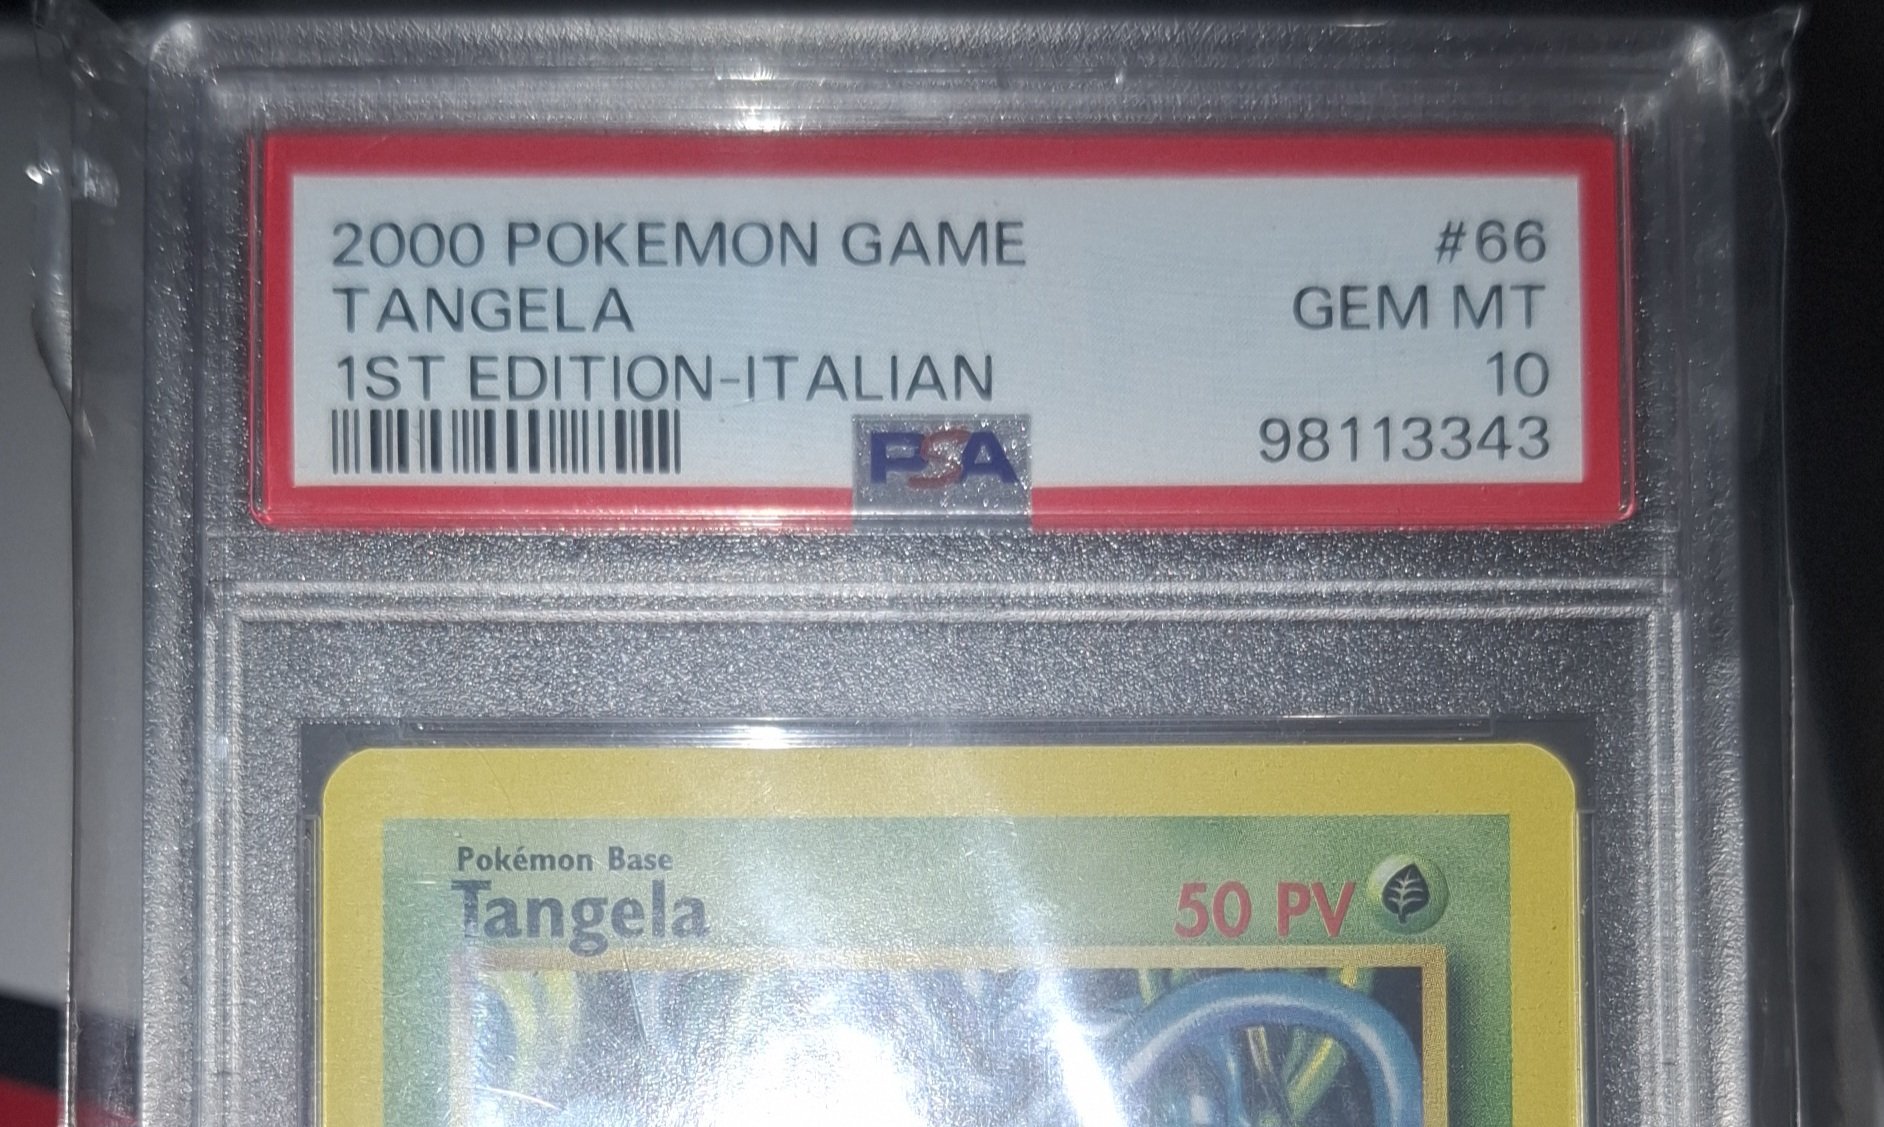 2000 POKEMON GAME #66
TANGELA GEM MT
1ST EDITION-ITALIAN 10
PSA 98113343
Pokémon Base
Tangela 50 PV